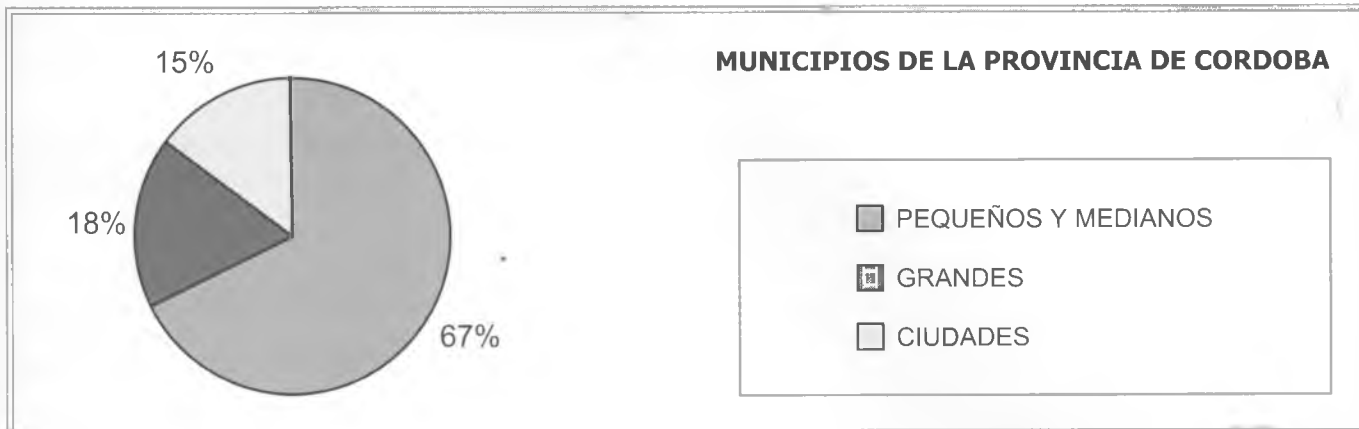 MUNICIPIOS DE LA PROVINCIA DE CORDOBA
15%
18%
67%
PEQUEÑOS Y MEDIANOS
GRANDES
CIUDADES